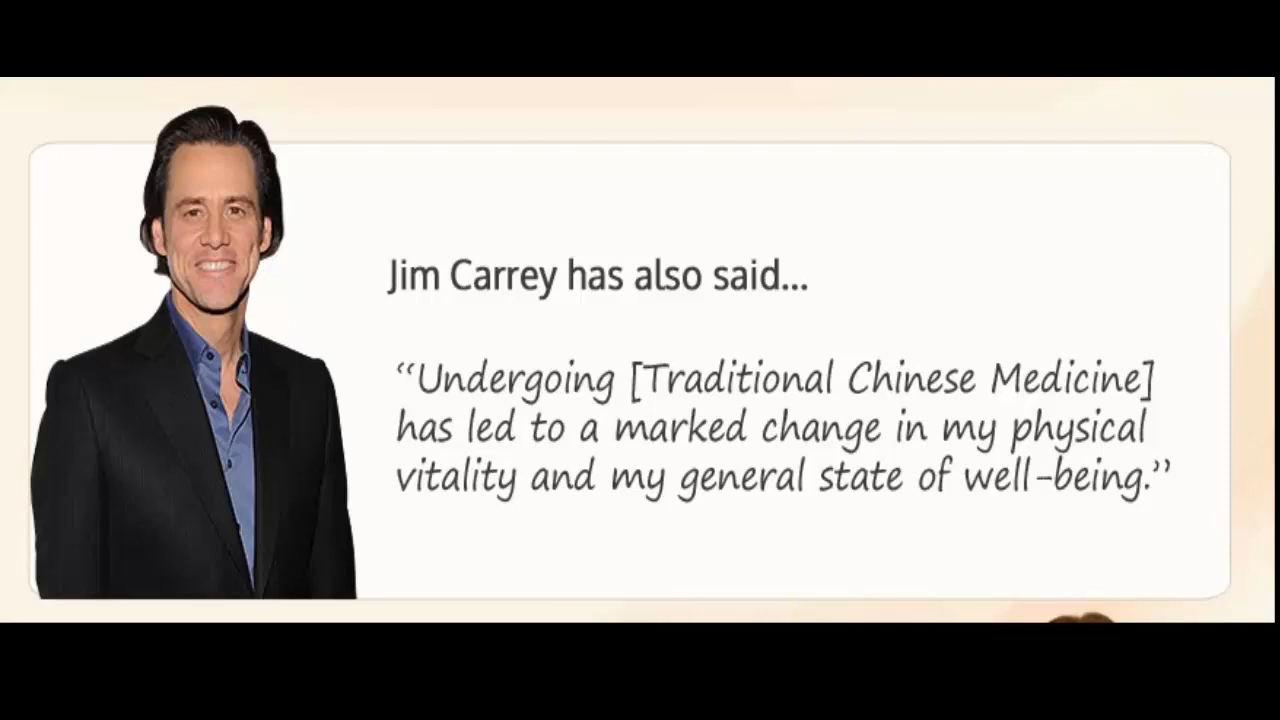 Jim Carrey has also said...
“Undergoing [Traditional Chinese Medicine]
has led to a marked change in my physical
vitality and my general state of well-being.”